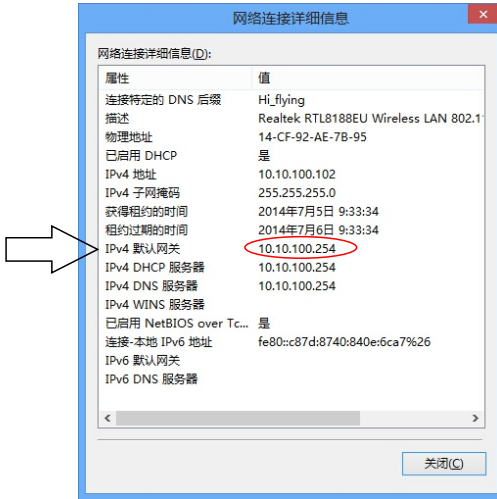 网络连接详细信息
网络连接详细信息(D):
属性 值
连接特定的 DNS 后缀 Hi_flying
描述 Realtek RTL8188EU Wireless LAN 802.1
物理地址 14-CF-92-AE-7B-95
已启用 DHCP 是
IPv4 地址 10.10.100.102
IPv4 子网掩码 255.255.255.0
获得租约的时间 2014年7月5日 9:33:34
租约过期的时间 2014年7月6日 9:33:34
IPv4 默认网关 10.10.100.254
IPv4 DHCP 服务器 10.10.100.254
IPv4 DNS 服务器 10.10.100.254
IPv4 WINS 服务器
已启用 NetBIOS over Tc... 是
连接-本地 IPv6 地址 fe80::c87d:8740:840e:6ca7%26
IPv6 默认网关
IPv6 DNS 服务器
关闭(C)